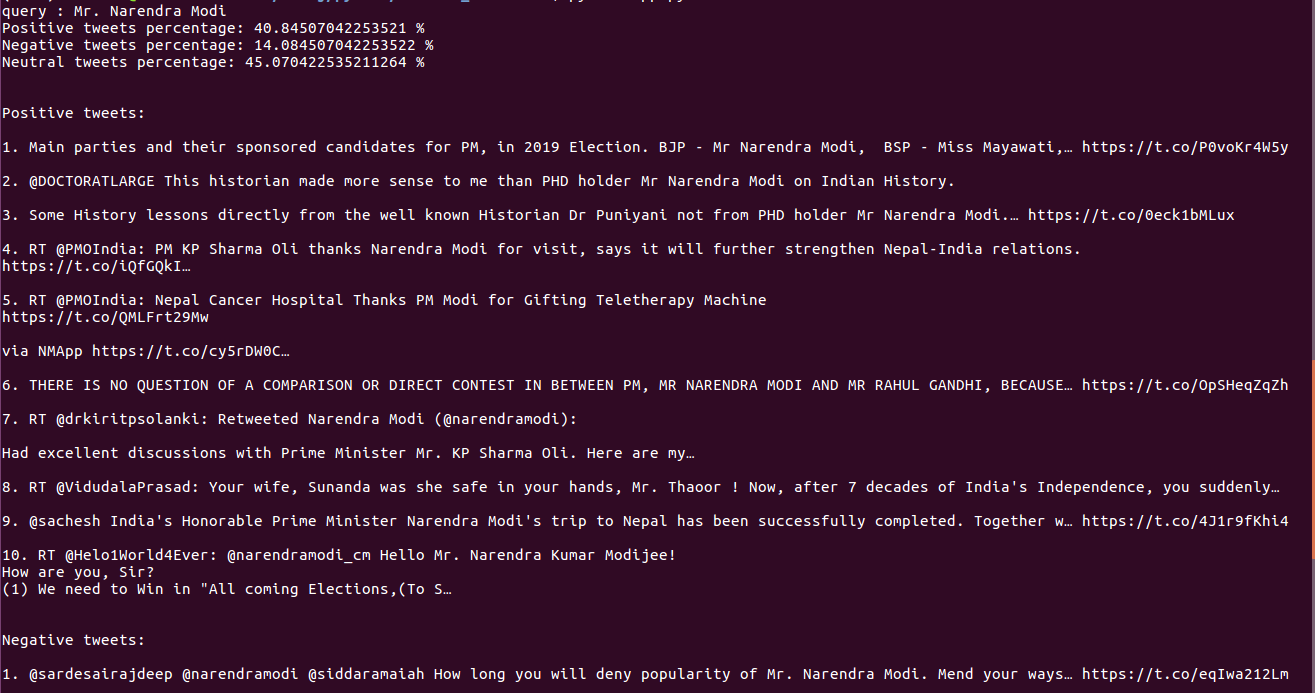 query : Mr. Narendra Modi
Positive tweets percentage: 40.84507042253521 %
Negative tweets percentage: 14.084507042253522 %
Neutral tweets percentage: 45.070422535211264 %
Positive tweets:
1. Main parties and their sponsored candidates for PM, in 2019 Election. BJP - Mr Narendra Modi,  BSP - Miss Mayawati,… https://t.co/P0voKr4W5y
2. @DOCTORATLARGE This historian made more sense to me than PHD holder Mr Narendra Modi on Indian History.
3. Some History lessons directly from the well known Historian Dr Puniyani not from PHD holder Mr Narendra Modi.… https://t.co/0eck1bMLux
4. RT @PMOIndia: PM KP Sharma Oli thanks Narendra Modi for visit, says it will further strengthen Nepal-India relations.
https://t.co/iQfGQkI…
5. RT @PMOIndia: Nepal Cancer Hospital Thanks PM Modi for Gifting Teletherapy Machine
https://t.co/QMLFrt29Mw
via NMApp https://t.co/cy5rDW0C…
6. THERE IS NO QUESTION OF A COMPARISON OR DIRECT CONTEST IN BETWEEN PM, MR NARENDRA MODI AND MR RAHUL GANDHI, BECAUSE… https://t.co/OpSHeqZqZh
7. RT @drkiritpsolanki: Retweeted Narendra Modi (@narendramodi):
Had excellent discussions with Prime Minister Mr. KP Sharma Oli. Here are my…
8. RT @VidudalaPrasad: Your wife, Sunanda was she safe in your hands, Mr. Thaoor ! Now, after 7 decades of India's Independence, you suddenly…
9. @sachesh India's Honorable Prime Minister Narendra Modi's trip to Nepal has been successfully completed. Together w… https://t.co/4J1r9fKhi4
10. RT @Helo1World4Ever: @narendramodi_cm Hello Mr. Narendra Kumar Modijee!
How are you, Sir?
(1) We need to Win in "All coming Elections,(To S…
Negative tweets:
1. @sardesairajdeep @narendramodi @siddaramaiah How long you will deny popularity of Mr. Narendra Modi. Mend your ways… https://t.co/eqIwa212Lm